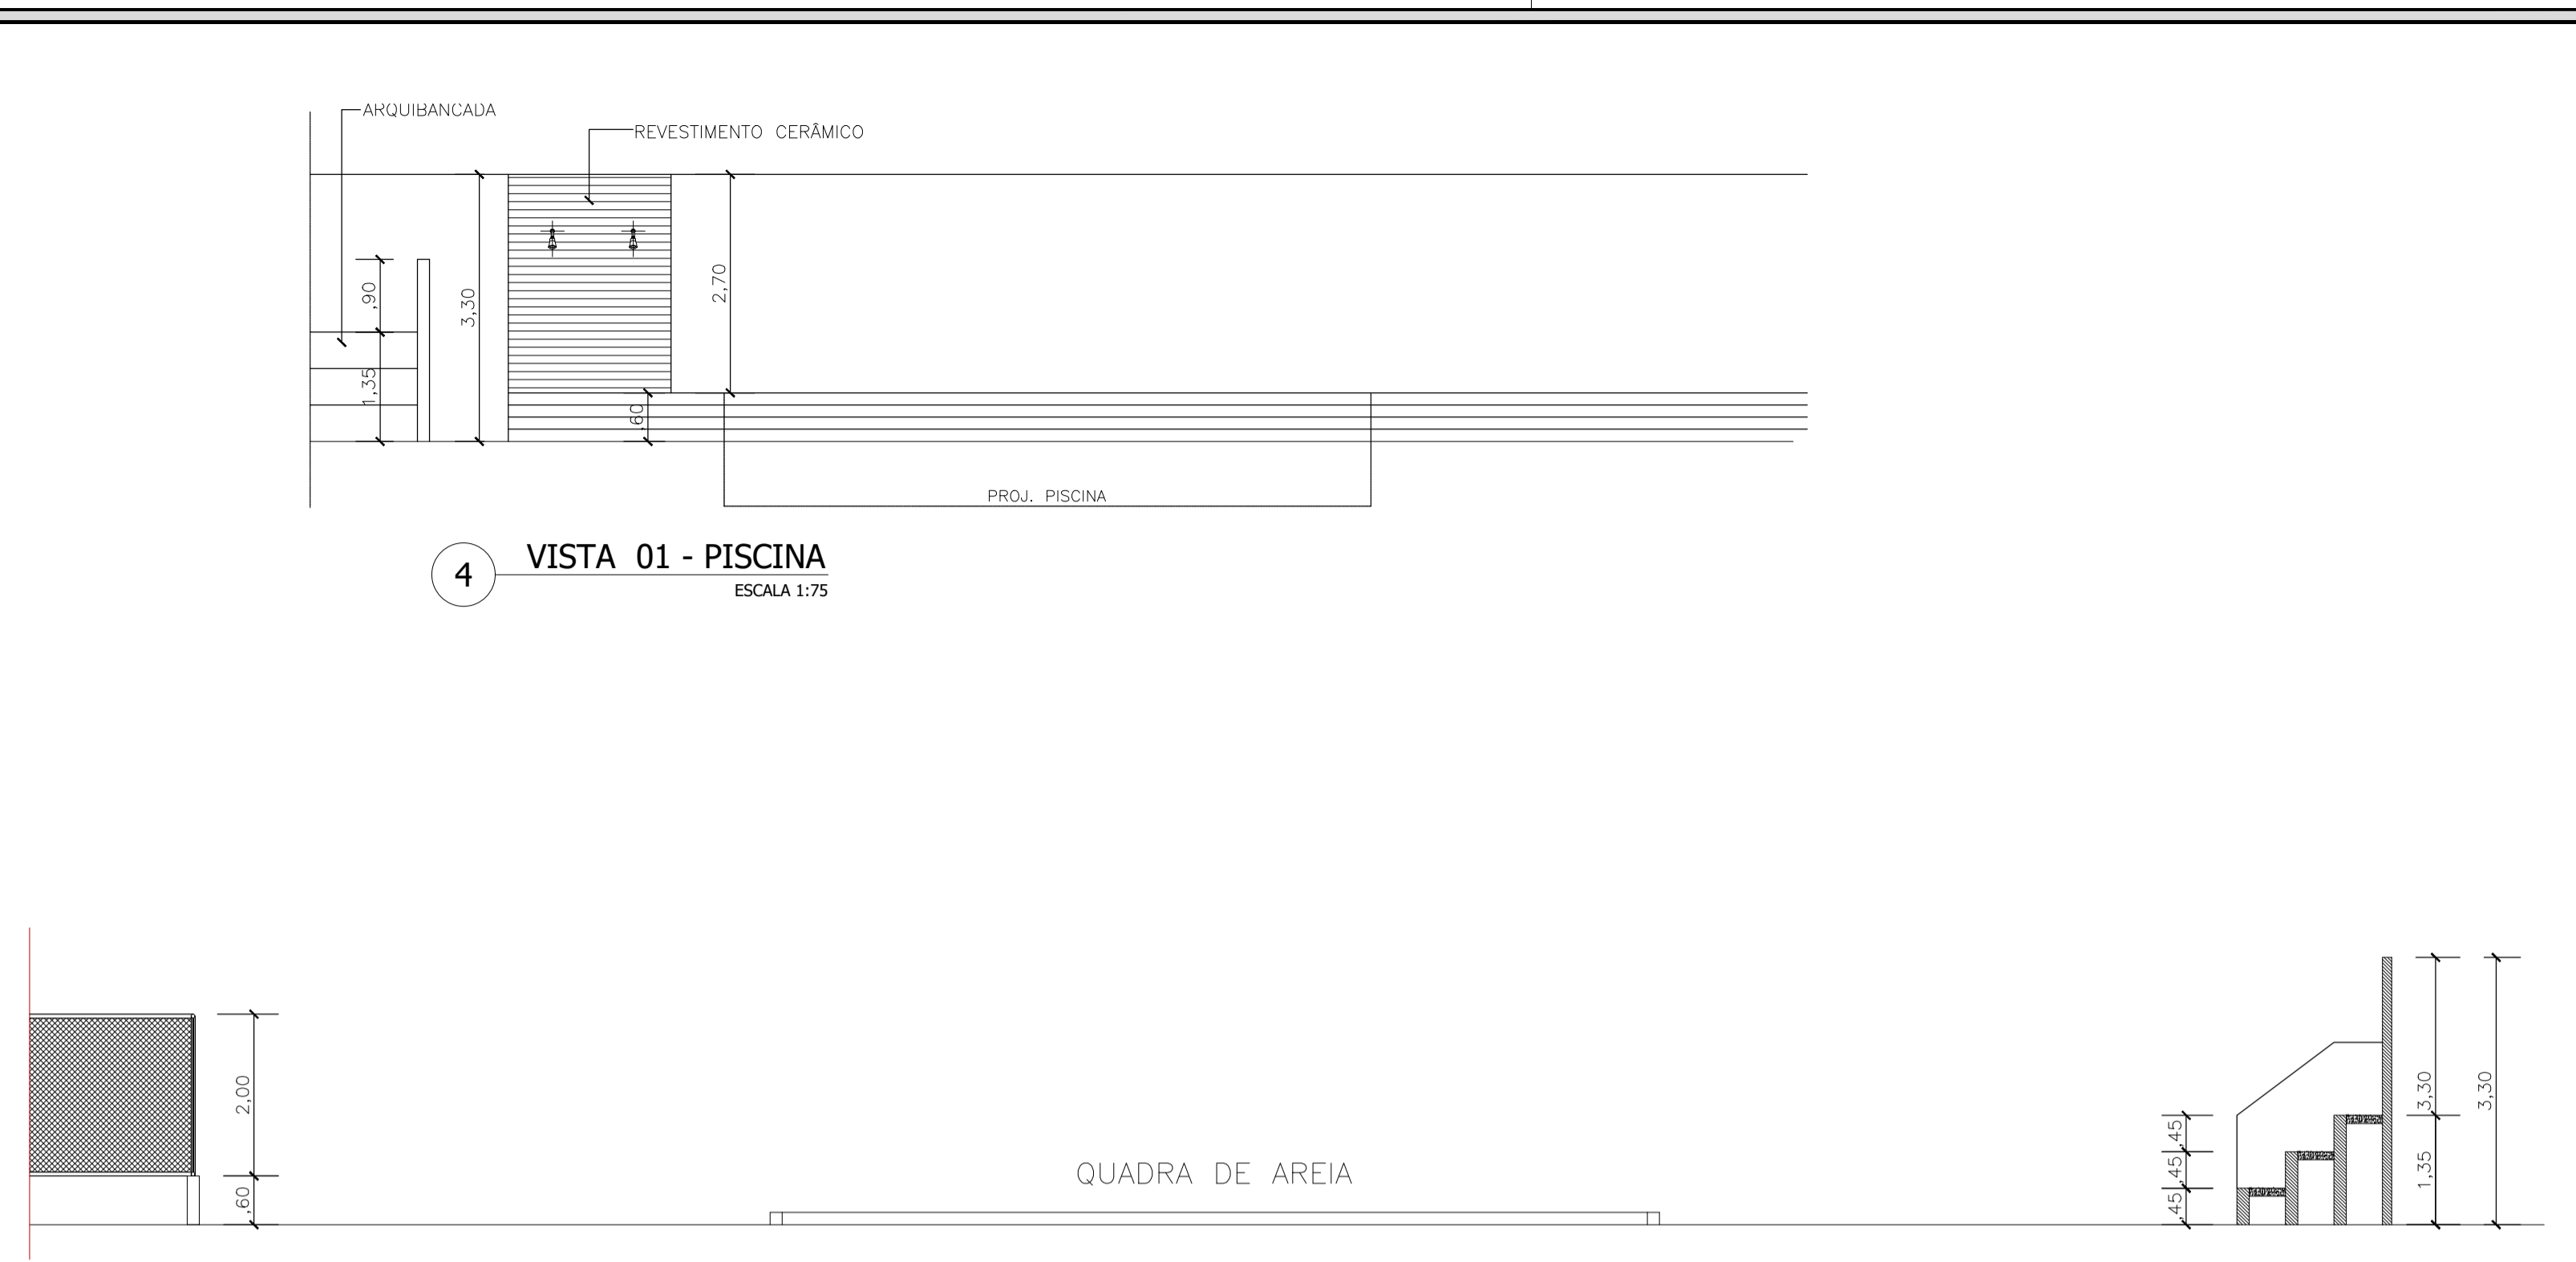 ARQUIBANCADA
REVESTIMENTO CERÂMICO
,90
3,30
2,70
1,35
,60
PROJ. PISCINA
4
VISTA 01 - PISCINA
ESCALA 1:75
2,00
,60
QUADRA DE AREIA
,45
,45
,45
3,30
1,35
3,30